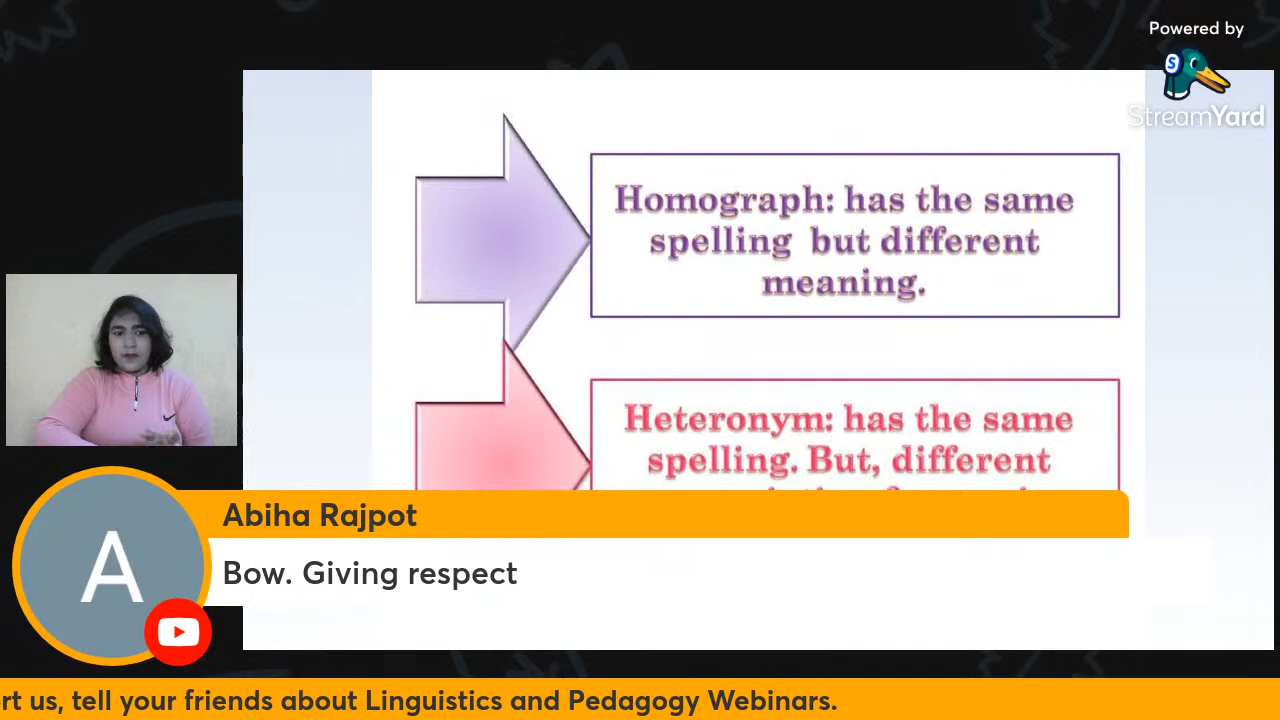 Powered by
StreamYard
Homograph: has the same
spelling but different
meaning.
Heteronym: has the same
spelling. But, different
Abiha Rajpot
A
Bow. Giving respect
rt us, tell your friends about Linguistics and Pedagogy Webinars.